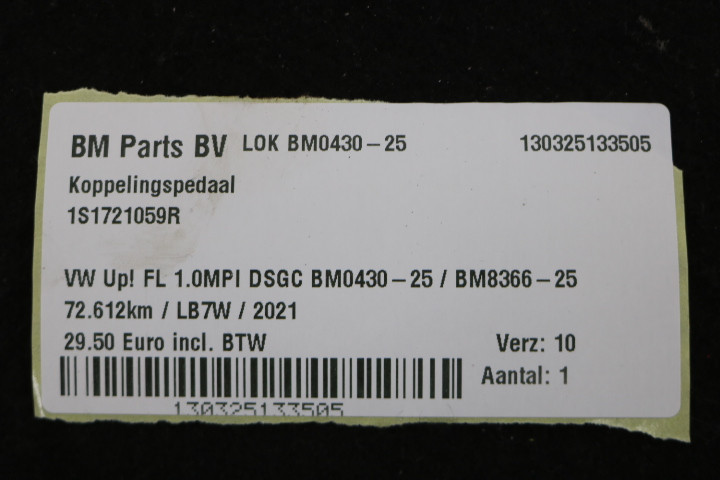 BM Parts BV LOK BM0430-25 130325133505
Koppelingspedaal
1S1721059R
VW Up! FL 1.0MPI DSGC BM0430-25 / BM8366-25
72.612km / LB7W / 2021
29.50 Euro incl. BTW Verz: 10
Aantal: 1
130325133505